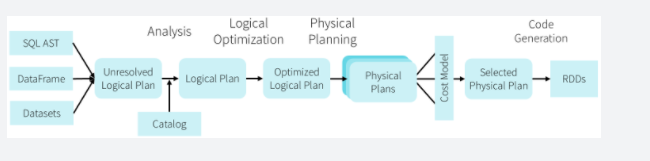 Analysis
Logical
Optimization
Physical
Planning
Code
Generation
SQL AST
DataFrame
Datasets
Unresolved
Logical Plan
Catalog
Logical Plan
Optimized
Logical Plan
Physical
Plans
Cost Model
Selected
Physical Plan
RDDs